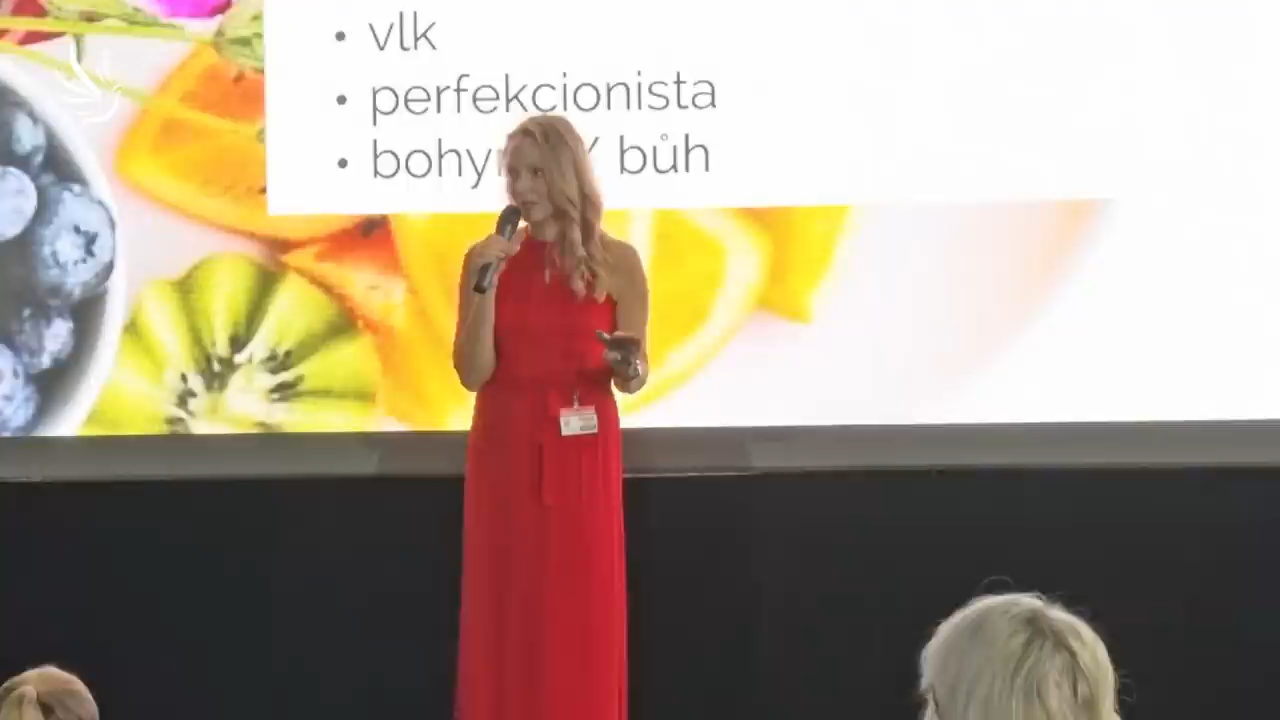 • vlk
• perfekcionista
• bůh